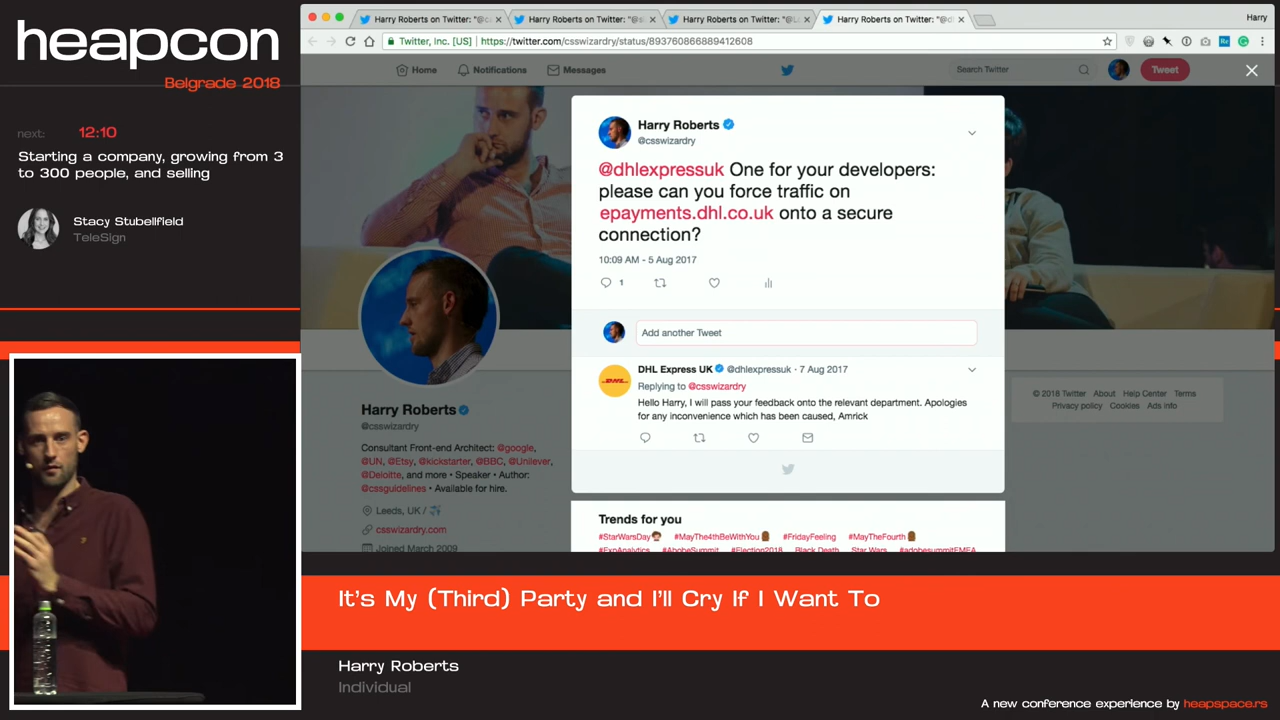 heapcon
Belgrade 2018
next: 12:10
Starting a company, growing from 3
to 300 people, and selling
Stacy Stubellfield
TeleSign
Harry Roberts on Twitter: "@c
Harry Roberts on Twitter: "@s
Harry Roberts on Twitter: "@L
Harry Roberts on Twitter: "@d
Harry
Twitter, Inc. [US] https://twitter.com/csswizardry/status/893760866889412608
Home Notifications Messages
Search Twitter
Tweet
Harry Roberts
@csswizardry
@dhlexpressuk One for your developers:
please can you force traffic on
epayments.dhl.co.uk onto a secure
connection?
10:09 AM - 5 Aug 2017
1
Add another Tweet
DHL Express UK @dhlexpressuk · 7 Aug 2017
Replying to @csswizardry
Hello Harry, I will pass your feedback onto the relevant department. Apologies
for any inconvenience which has been caused, Amrick
Harry Roberts
@csswizardry
Consultant Front-end Architect: @google,
@UN, @Etsy, @kickstarter, @BBC, @Unilever,
@Deloitte, and more • Speaker • Author:
@cssguidelines • Available for hire.
Leeds, UK /
csswizardry.com
Joined March 2009
© 2018 Twitter About Help Center Terms
Privacy policy Cookies Ads info
Trends for you
#StarWarsDay #MayThe4thBeWithYou #FridayFeeling #MayTheFourth
#ExpAnalytics #AbobeSummit #Election2018 Black Death Star Wars #adobesummitEMEA
It's My (Third) Party and I'll Cry If I Want To
Harry Roberts
Individual
A new conference experience by heapspace.rs